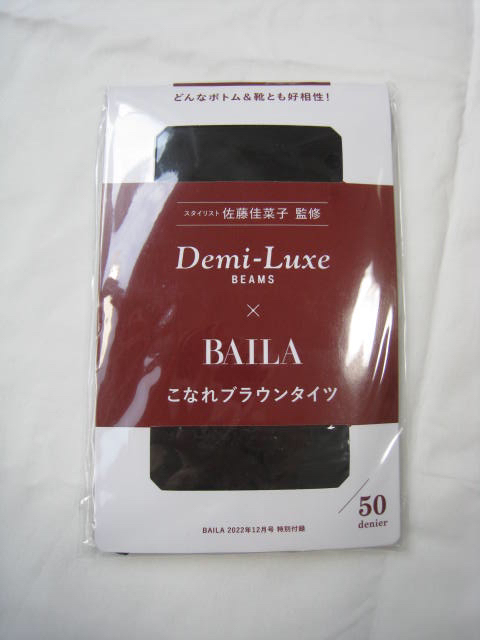 どんなボトム&靴とも好相性!
スタイリスト 佐藤佳菜子 監修
Demi-Luxe
BEAMS
×
BAILA
こなれブラウンタイツ
50
denier
BAILA 2022年12月号 特別付録